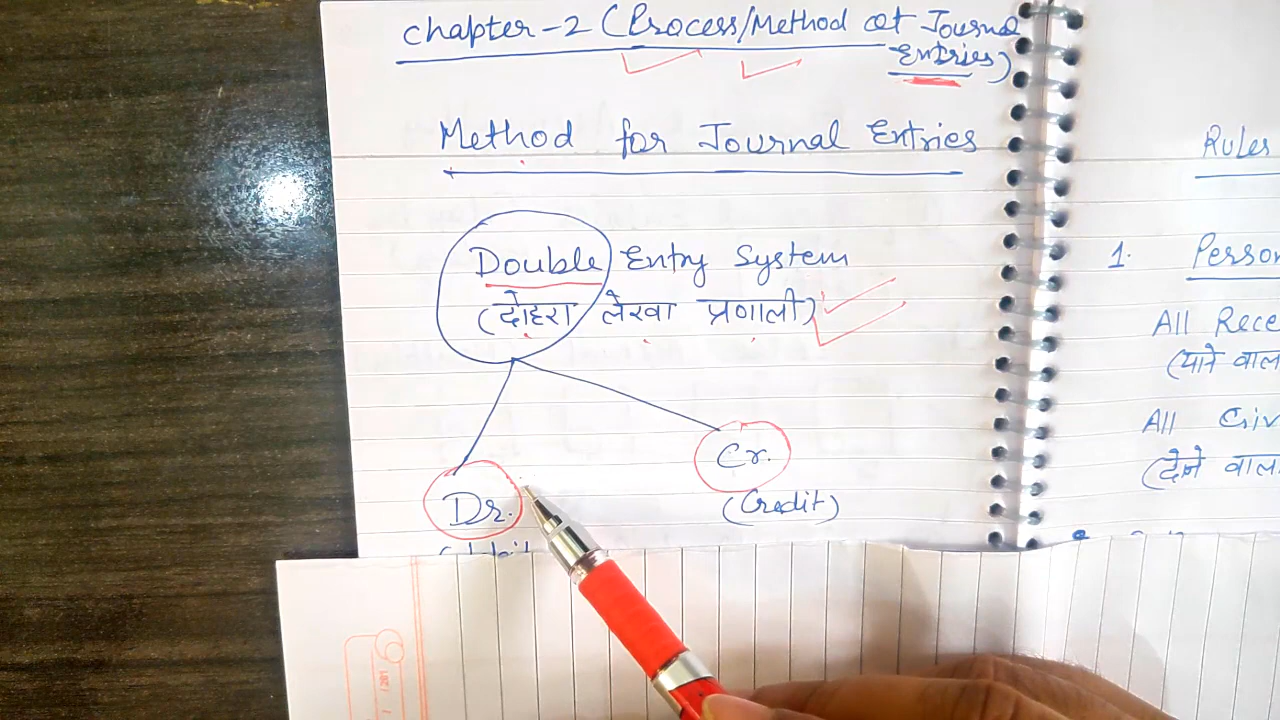 Chapter-2 (Process/Method of Journal
Entries)
Method for Journal Entries
Double Entry System
(दोहरा लेखा प्रणाली)
Cr.
(Credit)
Dr.
Rules
1. Person
All Rece
(पाने वाल
All Giv
(देने वाल